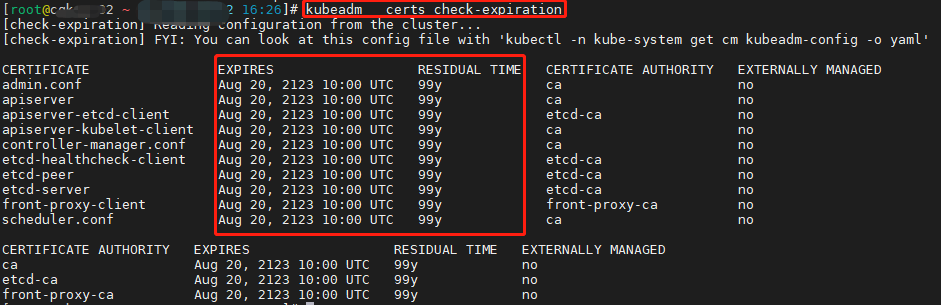 [root@ ~ 16:26]# kubeadm certs check-expiration
[check-expiration] Reading configuration from the cluster...
[check-expiration] FYI: You can look at this config file with 'kubectl -n kube-system get cm kubeadm-config -o yaml'
CERTIFICATE EXPIRES RESIDUAL TIME CERTIFICATE AUTHORITY EXTERNALLY MANAGED
admin.conf Aug 20, 2123 10:00 UTC 99y ca no
apiserver Aug 20, 2123 10:00 UTC 99y ca no
apiserver-etcd-client Aug 20, 2123 10:00 UTC 99y etcd-ca no
apiserver-kubelet-client Aug 20, 2123 10:00 UTC 99y ca no
controller-manager.conf Aug 20, 2123 10:00 UTC 99y ca no
etcd-healthcheck-client Aug 20, 2123 10:00 UTC 99y etcd-ca no
etcd-peer Aug 20, 2123 10:00 UTC 99y etcd-ca no
etcd-server Aug 20, 2123 10:00 UTC 99y etcd-ca no
front-proxy-client Aug 20, 2123 10:00 UTC 99y front-proxy-ca no
scheduler.conf Aug 20, 2123 10:00 UTC 99y ca no
CERTIFICATE AUTHORITY EXPIRES RESIDUAL TIME EXTERNALLY MANAGED
ca Aug 20, 2123 10:00 UTC 99y no
etcd-ca Aug 20, 2123 10:00 UTC 99y no
front-proxy-ca Aug 20, 2123 10:00 UTC 99y no